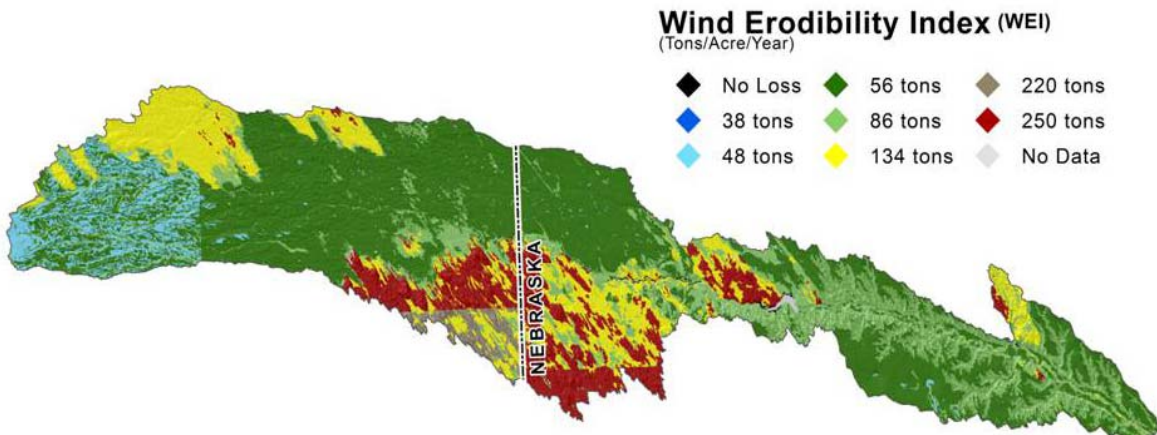 Wind Erodibility Index (WEI)
(Tons/Acre/Year)
No Loss
56 tons
220 tons
38 tons
86 tons
250 tons
48 tons
134 tons
No Data
NEBRASKA